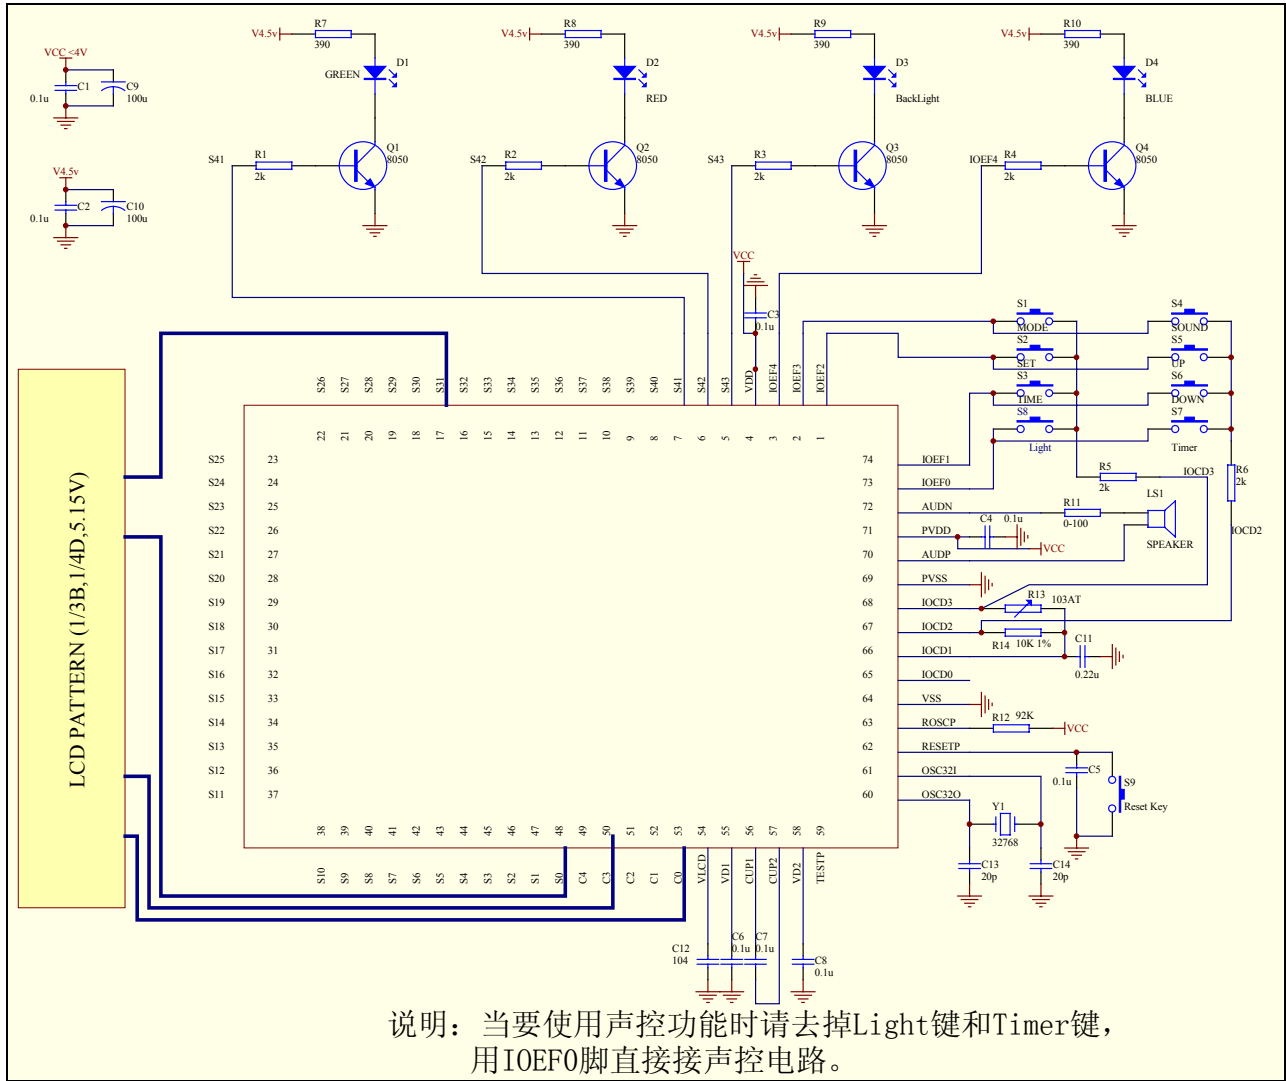 V4.5v R7 390 D1 GREEN
V4.5v R8 390 D2 RED
V4.5v R9 390 D3 BackLight
V4.5v R10 390 D4 BLUE
VCC <4V
C1 0.1u C9 100u
V4.5v
C2 0.1u C10 100u
S41 R1 2k Q1 8050
S42 R2 2k Q2 8050
S43 R3 2k Q3 8050
IOEF4 R4 2k Q4 8050
VCC
C3 0.1u
S1 MODE S4 SOUND
S2 SET S5 UP
S3 TIME S6 DOWN
S8 Light S7 Timer
R5 2k IOCD3
R6 2k IOCD2
S26 S27 S28 S29 S30 S31 S32 S33 S34 S35 S36 S37 S38 S39 S40 S41 S42 S43 VDD IOEF4 IOEF3 IOEF2
22 21 20 19 18 17 16 15 14 13 12 11 10 9 8 7 6 5 4 3 2 1
LCD PATTERN (1/3B,1/4D,5.15V)
S25 23
S24 24
S23 25
S22 26
S21 27
S20 28
S19 29
S18 30
S17 31
S16 32
S15 33
S14 34
S13 35
S12 36
S11 37
74 IOEF1
73 IOEF0
72 AUDN R11 0-100 LS1 SPEAKER
71 PVDD C4 0.1u VCC
70 AUDP
69 PVSS
68 IOCD3 R13 103AT
67 IOCD2 R14 10K 1%
66 IOCD1 C11 0.22u
65 IOCD0
64 VSS
63 ROSCP R12 92K VCC
62 RESETP C5 0.1u S9 Reset Key
61 OSC32I
60 OSC32O Y1 32768
C13 20p C14 20p
38 39 40 41 42 43 44 45 46 47 48 49 50 51 52 53 54 55 56 57 58 59
S10 S9 S8 S7 S6 S5 S4 S3 S2 S1 S0 C4 C3 C2 C1 C0 VLCD VD1 CUP1 CUP2 VD2 TESTP
C12 104 C6 0.1u C7 0.1u C8 0.1u
说明：当要使用声控功能时请去掉Light键和Timer键，
用IOEF0脚直接接声控电路。